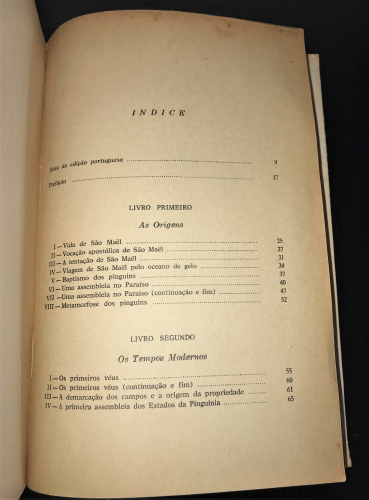 INDICE
Nota da edição portuguesa 9
Prefácio 17
LIVRO PRIMEIRO
As Origens
I — Vida de São Maël 25
II — Vocação apostólica de São Maël 27
III — A tentação de São Maël 31
IV — Viagem de São Maël pelo oceano de gelo 34
V — Baptismo dos pinguins 37
VI — Uma assembleia no Paraíso 40
VII — Uma assembleia no Paraíso (continuação e fim) 47
VIII — Metamorfose dos pinguins 52
LIVRO SEGUNDO
Os Tempos Modernos
I — Os primeiros véus 55
II — Os primeiros véus (continuação e fim) 60
III — A demarcação dos campos e a origem da propriedade 61
IV — A primeira assembleia dos Estados da Pinguínia 65